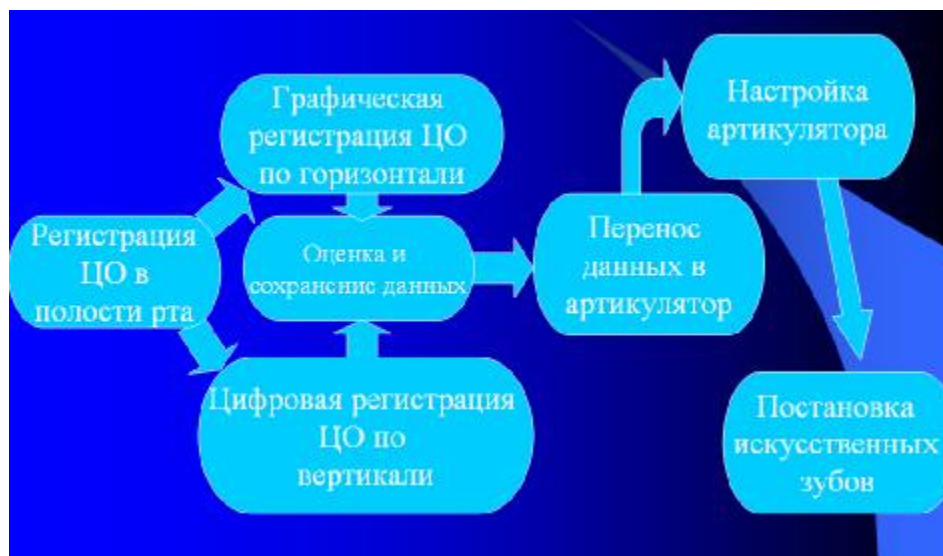 Графическая
регистрация ЦО
по горизонтали
Регистрация
ЦО в
полости рта
Оценка и
сохранение данных
Цифровая регистрация
ЦО по
вертикали
Перенос
данных в
артикулятор
Настройка
артикулятора
Постановка
искусственных
зубов